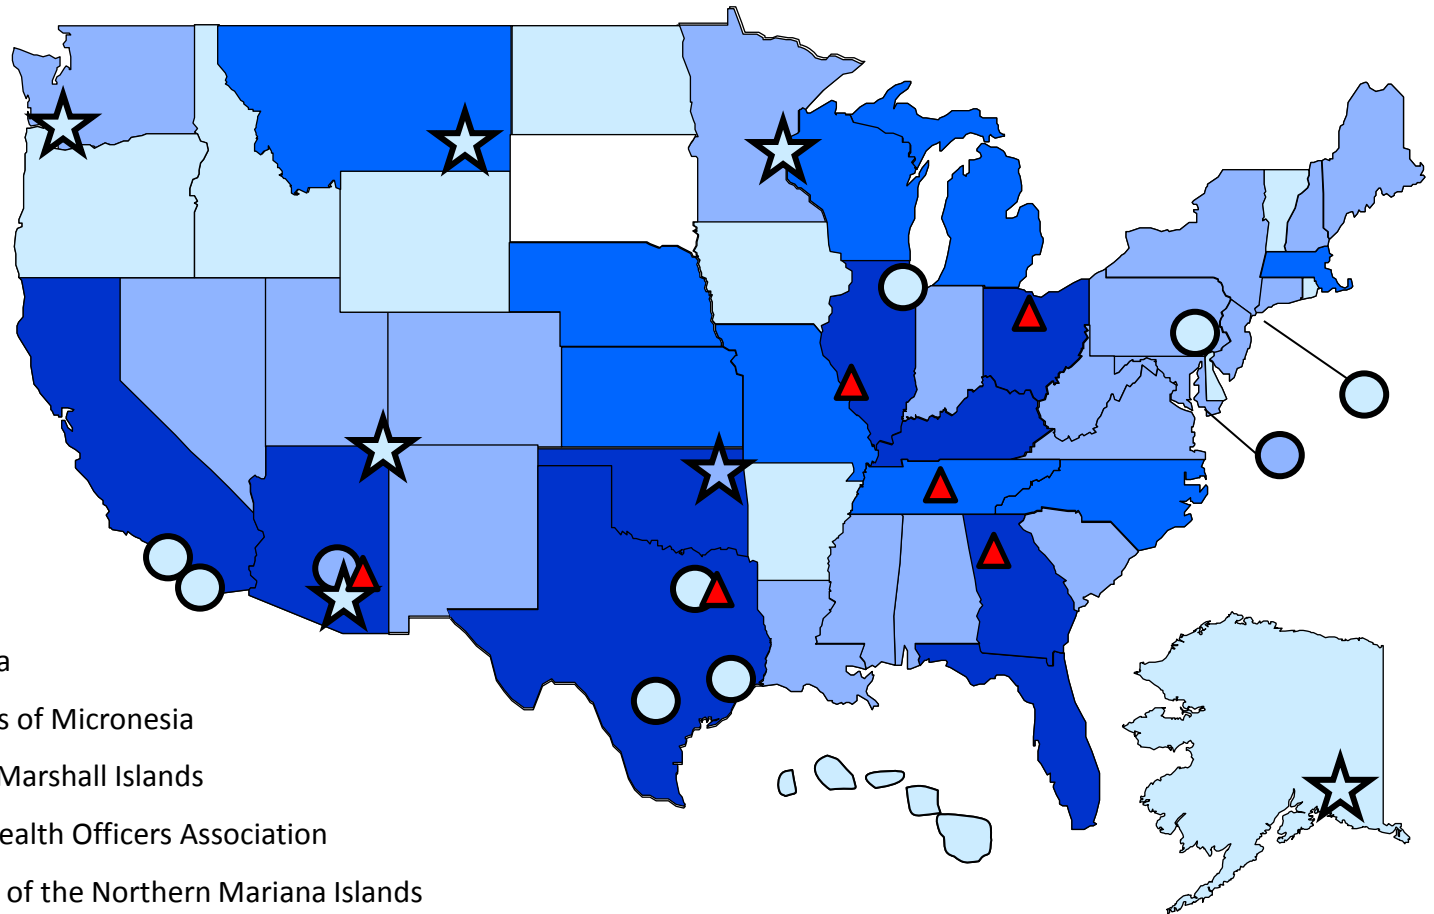 a
s of Micronesia
Marshall Islands
ealth Officers Association
of the Northern Mariana Islands